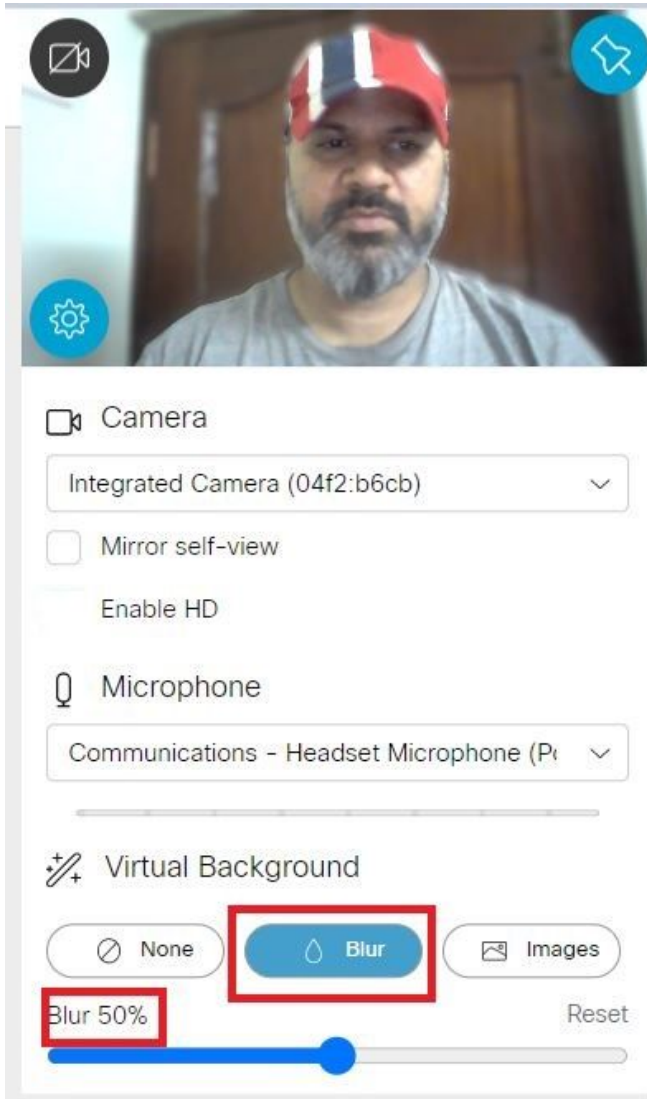 Camera
Integrated Camera (04f2:b6cb)
Mirror self-view
Enable HD
Microphone
Communications - Headset Microphone (Po
Virtual Background
None
Blur
Images
Blur 50%
Reset